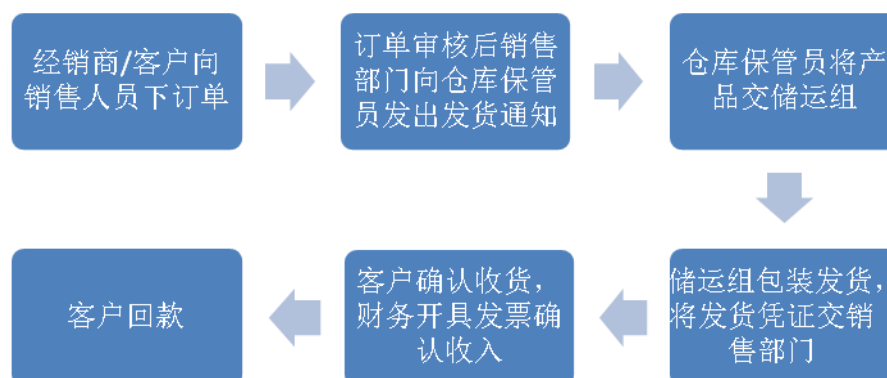 经销商/客户向
销售人员下订单
订单审核后销售
部门向仓库保管
员发出发货通知
仓库保管员将产
品交储运组
储运组包装发货，
将发货凭证交销
售部门
客户确认收货，
财务开具发票确
认收入
客户回款